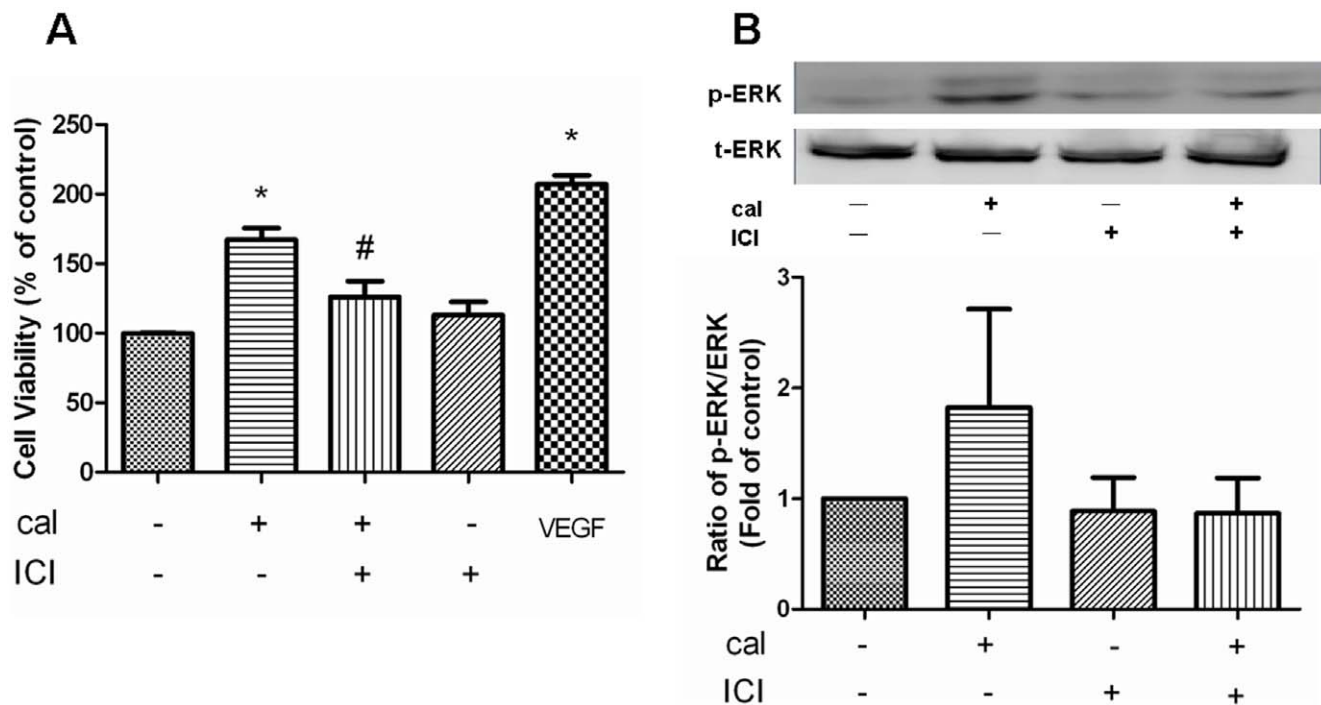 A
Cell Viability (% of control)
250
200
150
100
50
0
*
#
*
cal - + + - VEGF
ICI - - + +
B
p-ERK
t-ERK
cal — + — +
ICI — — + +
Ratio of p-ERK/ERK
(Fold of control)
3
2
1
0
cal - + - +
ICI - - + +